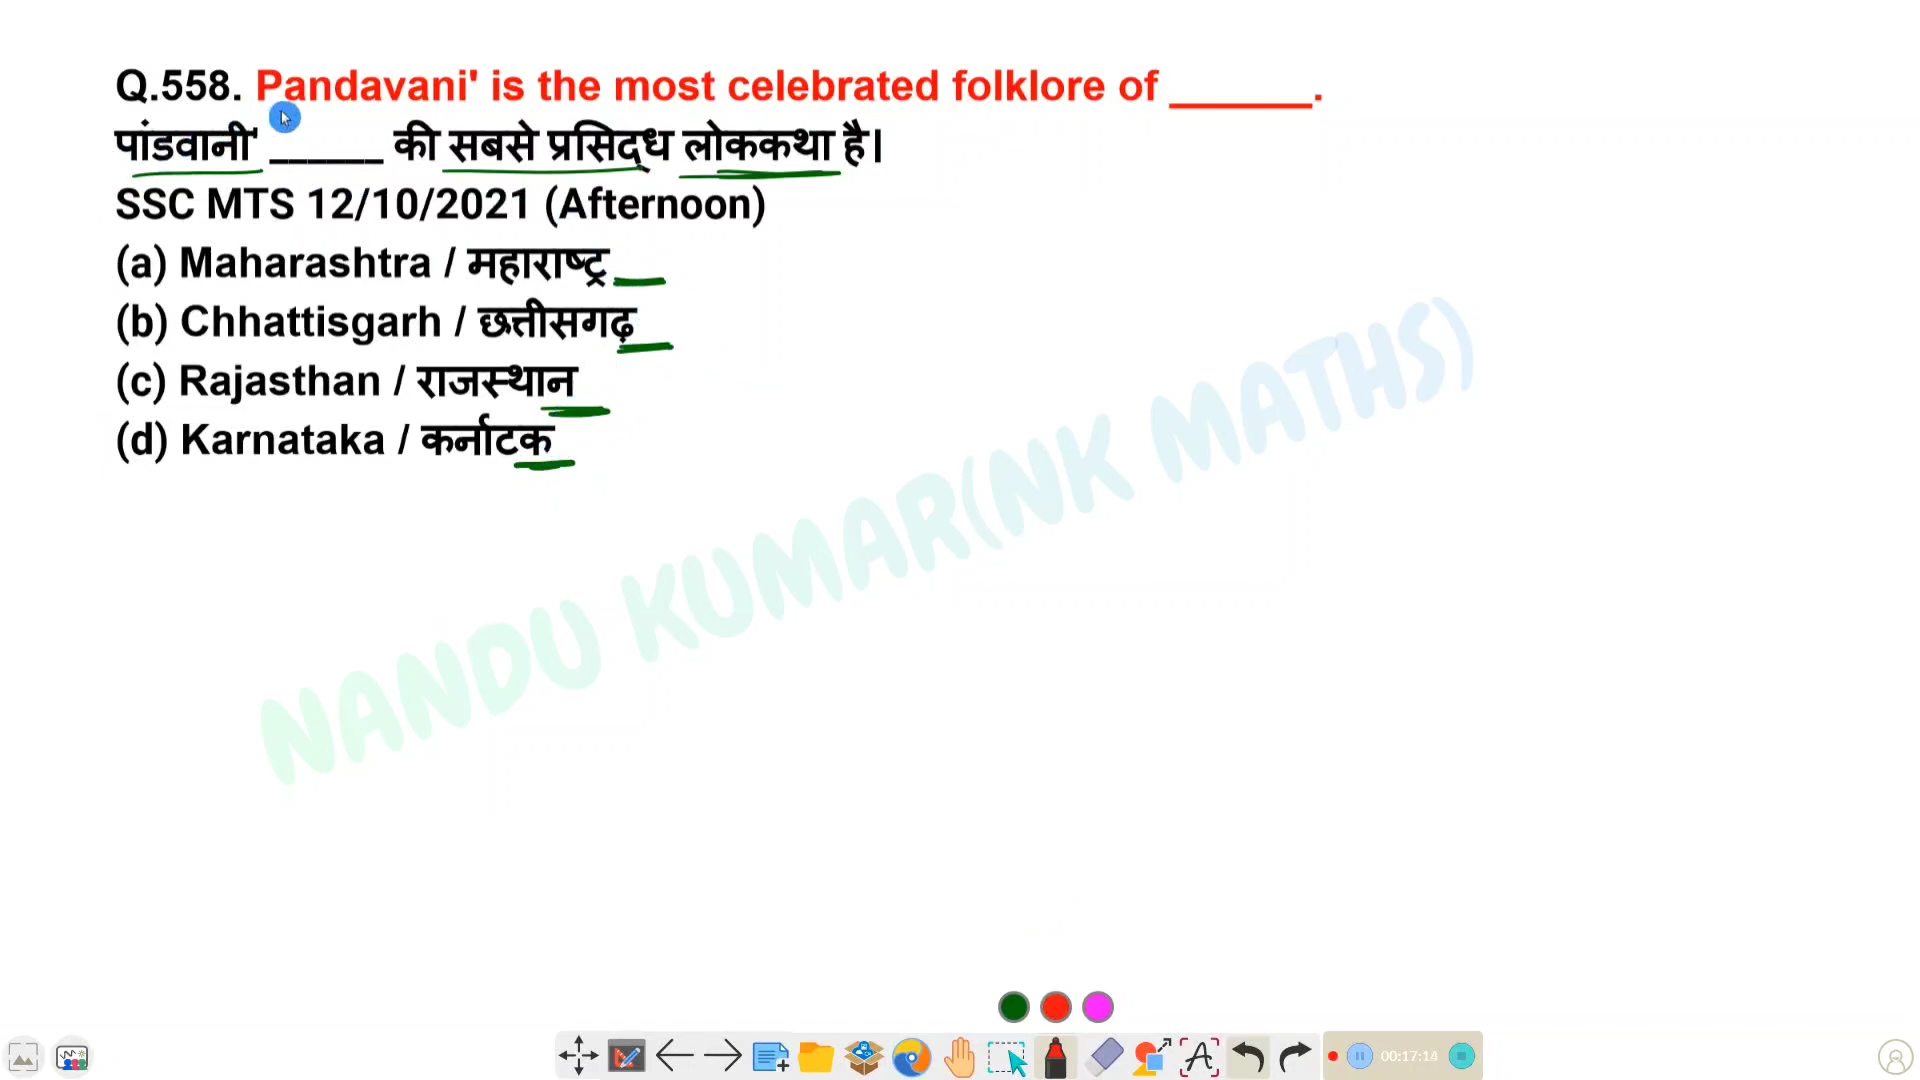 Q.558. Pandavani' is the most celebrated folklore of ______.
पांडवानी' ______ की सबसे प्रसिद्ध लोककथा है।
SSC MTS 12/10/2021 (Afternoon)
(a) Maharashtra / महाराष्ट्र
(b) Chhattisgarh / छत्तीसगढ़
(c) Rajasthan / राजस्थान
(d) Karnataka / कर्नाटक
NANDU KUMAR(NK MATHS)
00:17:14